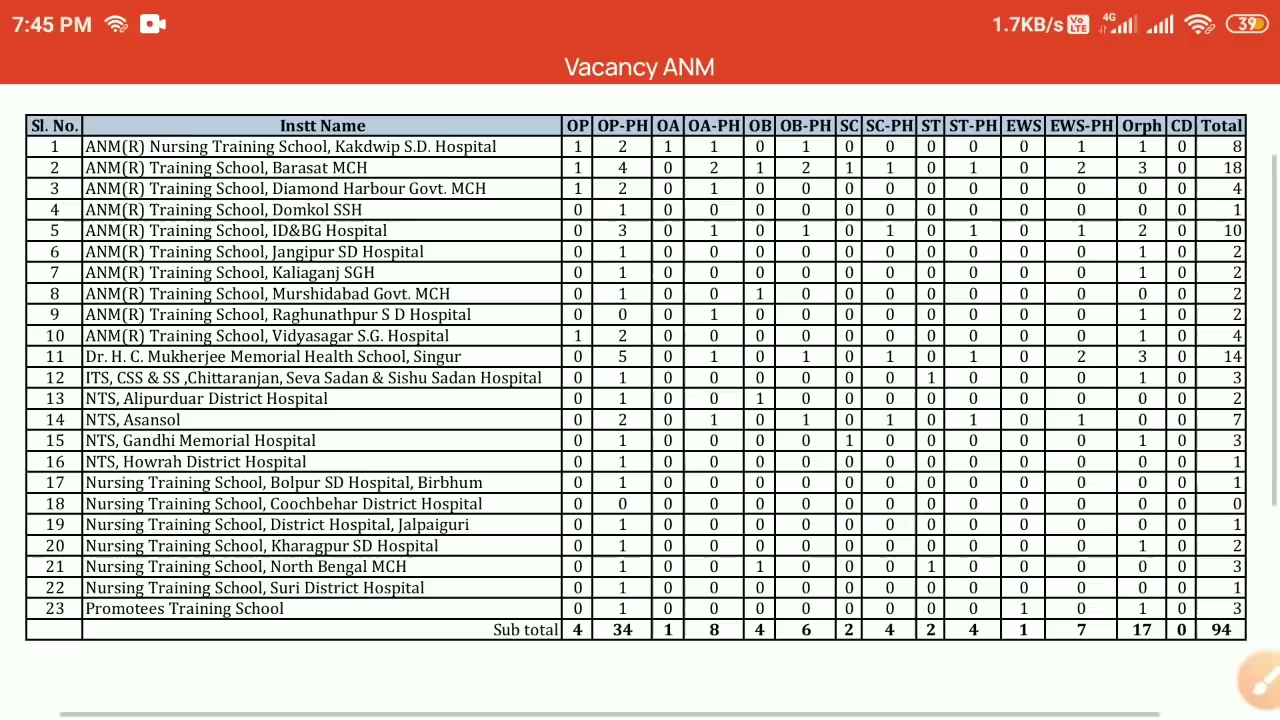 7:45 PM 1.7KB/s Vo LTE 4G 39
Vacancy ANM
Sl. No. Instt Name OP OP-PH OA OA-PH OB OB-PH SC SC-PH ST ST-PH EWS EWS-PH Orph CD Total
1 ANM(R) Nursing Training School, Kakdwip S.D. Hospital 1 2 1 1 0 1 0 0 0 0 0 1 1 0 8
2 ANM(R) Training School, Barasat MCH 1 4 0 2 1 2 1 1 0 1 0 2 3 0 18
3 ANM(R) Training School, Diamond Harbour Govt. MCH 1 2 0 1 0 0 0 0 0 0 0 0 0 0 4
4 ANM(R) Training School, Domkol SSH 0 1 0 0 0 0 0 0 0 0 0 0 0 0 1
5 ANM(R) Training School, ID&BG Hospital 0 3 0 1 0 1 0 1 0 1 0 1 2 0 10
6 ANM(R) Training School, Jangipur SD Hospital 0 1 0 0 0 0 0 0 0 0 0 0 1 0 2
7 ANM(R) Training School, Kaliaganj SGH 0 1 0 0 0 0 0 0 0 0 0 0 1 0 2
8 ANM(R) Training School, Murshidabad Govt. MCH 0 1 0 0 1 0 0 0 0 0 0 0 0 0 2
9 ANM(R) Training School, Raghunathpur S D Hospital 0 0 0 1 0 0 0 0 0 0 0 0 1 0 2
10 ANM(R) Training School, Vidyasagar S.G. Hospital 1 2 0 0 0 0 0 0 0 0 0 0 1 0 4
11 Dr. H. C. Mukherjee Memorial Health School, Singur 0 5 0 1 0 1 0 1 0 1 0 2 3 0 14
12 ITS, CSS & SS ,Chittaranjan, Seva Sadan & Sishu Sadan Hospital 0 1 0 0 0 0 0 0 1 0 0 0 1 0 3
13 NTS, Alipurduar District Hospital 0 1 0 0 1 0 0 0 0 0 0 0 0 0 2
14 NTS, Asansol 0 2 0 1 0 1 0 1 0 1 0 1 0 0 7
15 NTS, Gandhi Memorial Hospital 0 1 0 0 0 0 1 0 0 0 0 0 1 0 3
16 NTS, Howrah District Hospital 0 1 0 0 0 0 0 0 0 0 0 0 0 0 1
17 Nursing Training School, Bolpur SD Hospital, Birbhum 0 1 0 0 0 0 0 0 0 0 0 0 0 0 1
18 Nursing Training School, Coochbehar District Hospital 0 0 0 0 0 0 0 0 0 0 0 0 0 0 0
19 Nursing Training School, District Hospital, Jalpaiguri 0 1 0 0 0 0 0 0 0 0 0 0 0 0 1
20 Nursing Training School, Kharagpur SD Hospital 0 1 0 0 0 0 0 0 0 0 0 0 1 0 2
21 Nursing Training School, North Bengal MCH 0 1 0 0 1 0 0 0 1 0 0 0 0 0 3
22 Nursing Training School, Suri District Hospital 0 1 0 0 0 0 0 0 0 0 0 0 0 0 1
23 Promotees Training School 0 1 0 0 0 0 0 0 0 0 1 0 1 0 3
Sub total 4 34 1 8 4 6 2 4 2 4 1 7 17 0 94